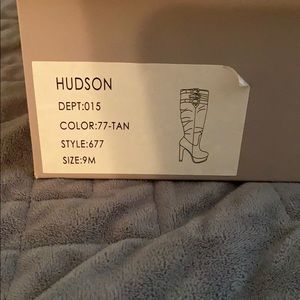 HUDSON
DEPT:015
COLOR:77-TAN
STYLE:677
SIZE:9M